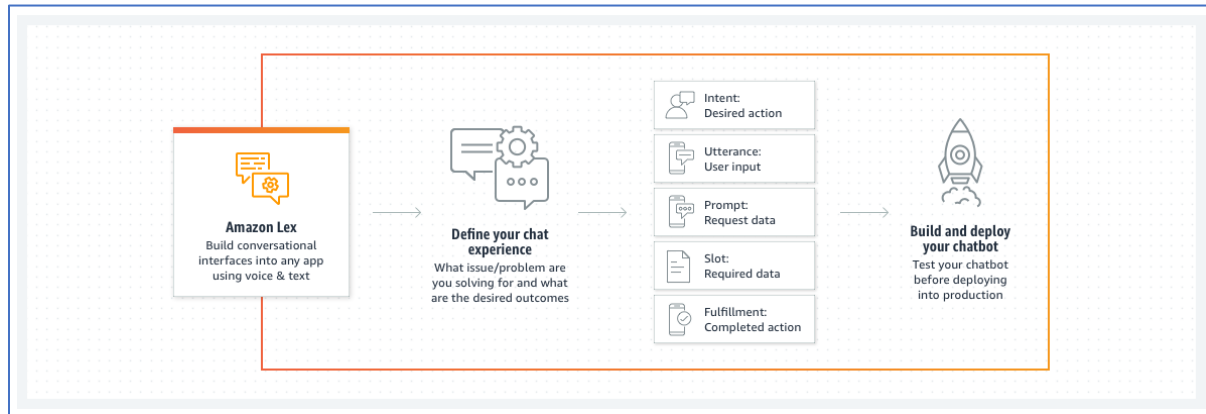 Amazon Lex
Build conversational
interfaces into any app
using voice & text
Define your chat
experience
What issue/problem are
you solving for and what
are the desired outcomes
Intent:
Desired action
Utterance:
User input
Prompt:
Request data
Slot:
Required data
Fulfillment:
Completed action
Build and deploy
your chatbot
Test your chatbot
before deploying
into production